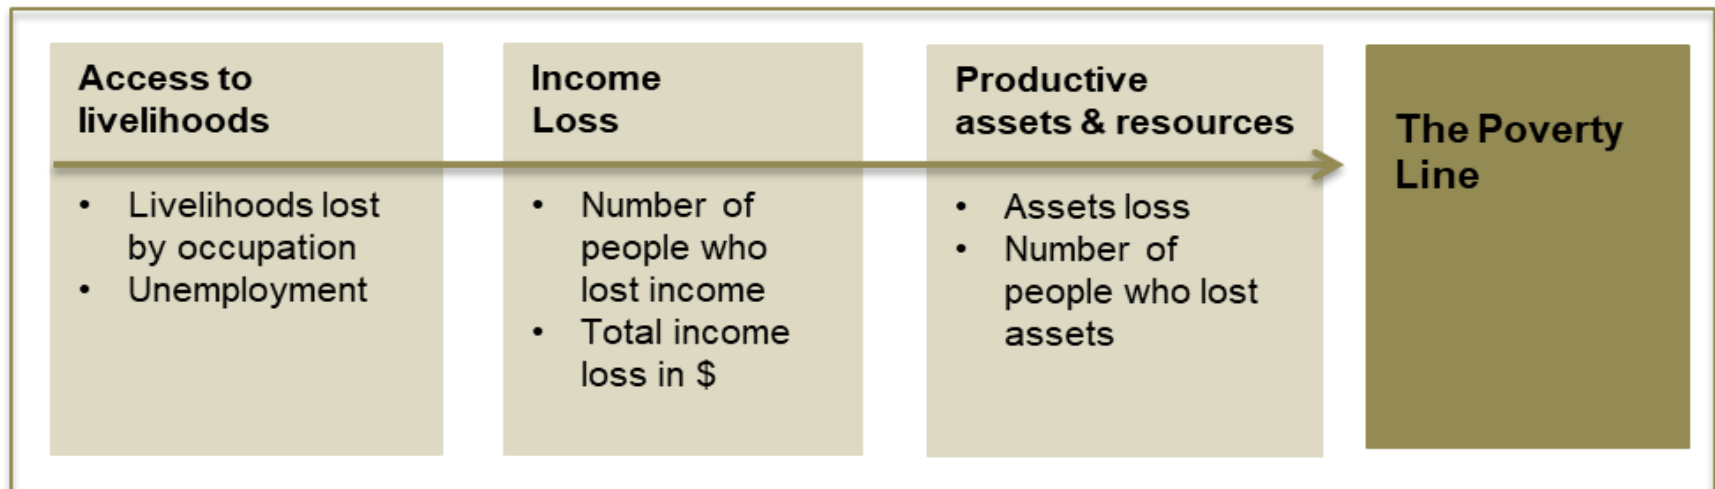 Access to
livelihoods
• Livelihoods lost
by occupation
• Unemployment
Income
Loss
• Number of
people who
lost income
• Total income
loss in $
Productive
assets & resources
• Assets loss
• Number of
people who lost
assets
The Poverty
Line